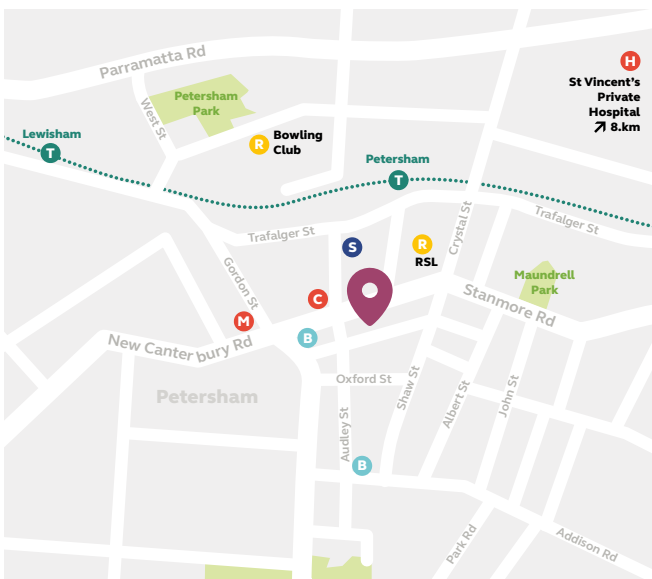 Parramatta Rd
H
St Vincent's
Private
Hospital
8.km
Petersham
Park
West St
Lewisham
T
R
Bowling
Club
Petersham
T
Crystal St
Trafalger St
Trafalger St
S
R
RSL
Gordon St
Maundrell
Park
C
Stanmore Rd
M
B
New Canter bury Rd
Oxford St
Shaw St
Albert St
John St
Petersham
Audley St
B
Park Rd
Addison Rd